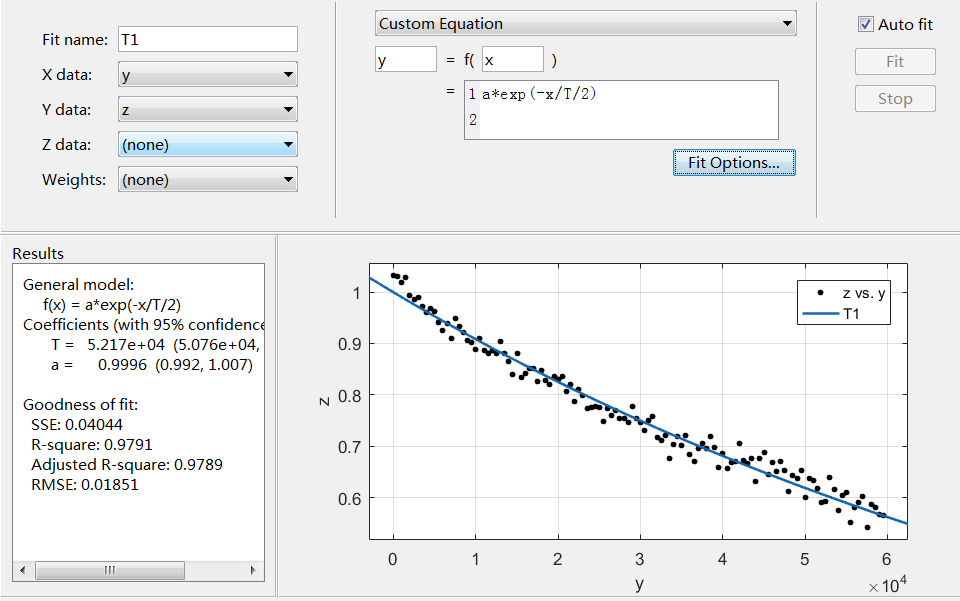 Fit name: T1
X data: y
Y data: z
Z data: (none)
Weights: (none)
Custom Equation
y = f( x )
= 1 a*exp(-x/T/2)
2
Fit Options...
Auto fit
Fit
Stop
Results
General model:
f(x) = a*exp(-x/T/2)
Coefficients (with 95% confidence
T = 5.217e+04 (5.076e+04,
a = 0.9996 (0.992, 1.007)
Goodness of fit:
SSE: 0.04044
R-square: 0.9791
Adjusted R-square: 0.9789
RMSE: 0.01851
z vs. y
T1
1
0.9
0.8
0.7
0.6
z
0 1 2 3 4 5 6
y
×10⁴